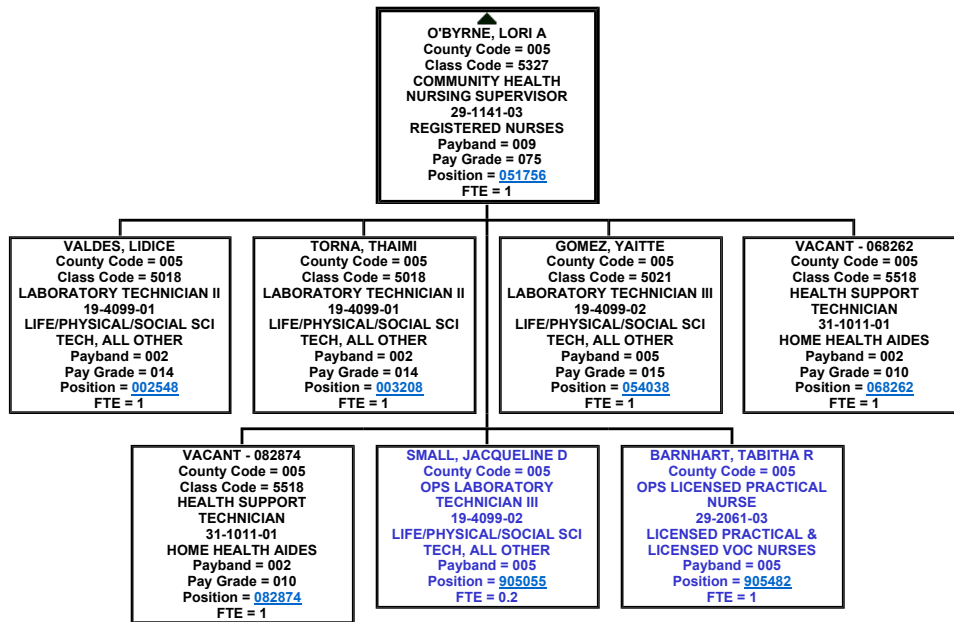 O'BYRNE, LORI A
County Code = 005
Class Code = 5327
COMMUNITY HEALTH
NURSING SUPERVISOR
29-1141-03
REGISTERED NURSES
Payband = 009
Pay Grade = 075
Position = 051756
FTE = 1
VALDES, LIDICE
County Code = 005
Class Code = 5018
LABORATORY TECHNICIAN II
19-4099-01
LIFE/PHYSICAL/SOCIAL SCI
TECH, ALL OTHER
Payband = 002
Pay Grade = 014
Position = 002548
FTE = 1
TORNA, THAIMI
County Code = 005
Class Code = 5018
LABORATORY TECHNICIAN II
19-4099-01
LIFE/PHYSICAL/SOCIAL SCI
TECH, ALL OTHER
Payband = 002
Pay Grade = 014
Position = 003208
FTE = 1
GOMEZ, YAITTE
County Code = 005
Class Code = 5021
LABORATORY TECHNICIAN III
19-4099-02
LIFE/PHYSICAL/SOCIAL SCI
TECH, ALL OTHER
Payband = 005
Pay Grade = 015
Position = 054038
FTE = 1
VACANT - 068262
County Code = 005
Class Code = 5518
HEALTH SUPPORT
TECHNICIAN
31-1011-01
HOME HEALTH AIDES
Payband = 002
Pay Grade = 010
Position = 068262
FTE = 1
VACANT - 082874
County Code = 005
Class Code = 5518
HEALTH SUPPORT
TECHNICIAN
31-1011-01
HOME HEALTH AIDES
Payband = 002
Pay Grade = 010
Position = 082874
FTE = 1
SMALL, JACQUELINE D
County Code = 005
OPS LABORATORY
TECHNICIAN III
19-4099-02
LIFE/PHYSICAL/SOCIAL SCI
TECH, ALL OTHER
Payband = 005
Position = 905055
FTE = 0.2
BARNHART, TABITHA R
County Code = 005
OPS LICENSED PRACTICAL
NURSE
29-2061-03
LICENSED PRACTICAL &
LICENSED VOC NURSES
Payband = 005
Position = 905482
FTE = 1